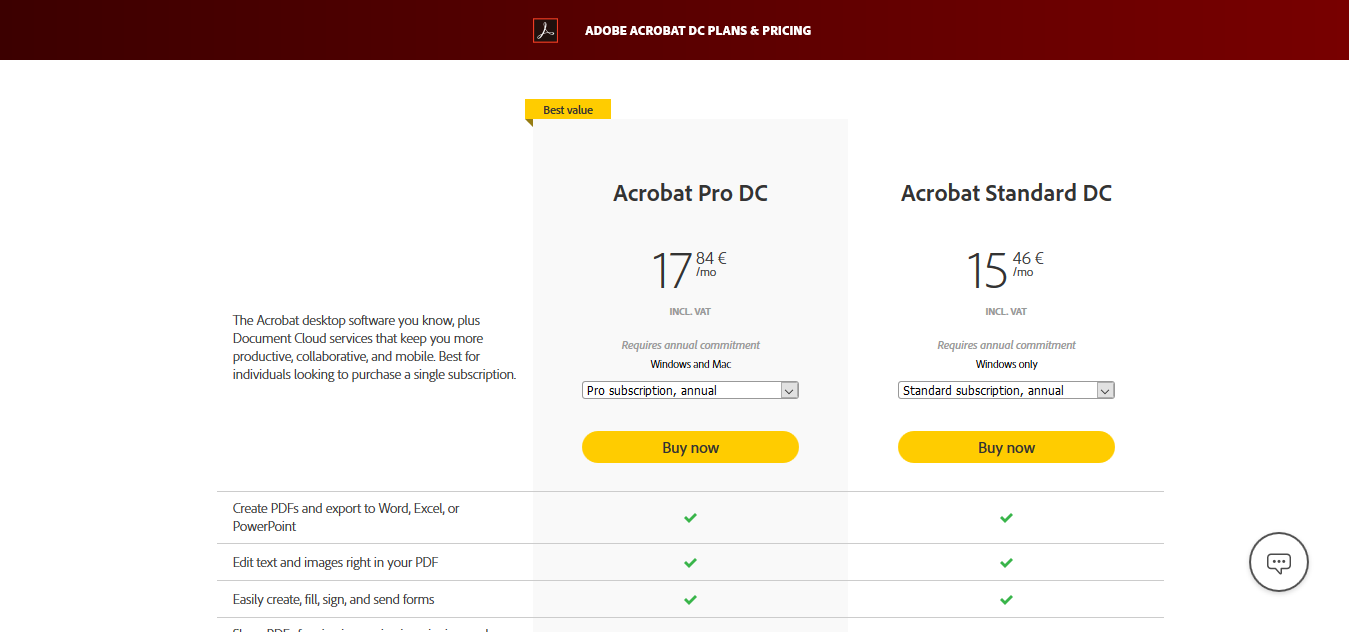 ADOBE ACROBAT DC PLANS & PRICING
Best value
Acrobat Pro DC
Acrobat Standard DC
17 84 € /mo
15 46 € /mo
INCL. VAT
INCL. VAT
The Acrobat desktop software you know, plus
Document Cloud services that keep you more
productive, collaborative, and mobile. Best for
individuals looking to purchase a single subscription.
Requires annual commitment
Requires annual commitment
Windows and Mac
Windows only
Pro subscription, annual
Standard subscription, annual
Buy now
Buy now
Create PDFs and export to Word, Excel, or
PowerPoint
Edit text and images right in your PDF
Easily create, fill, sign, and send forms